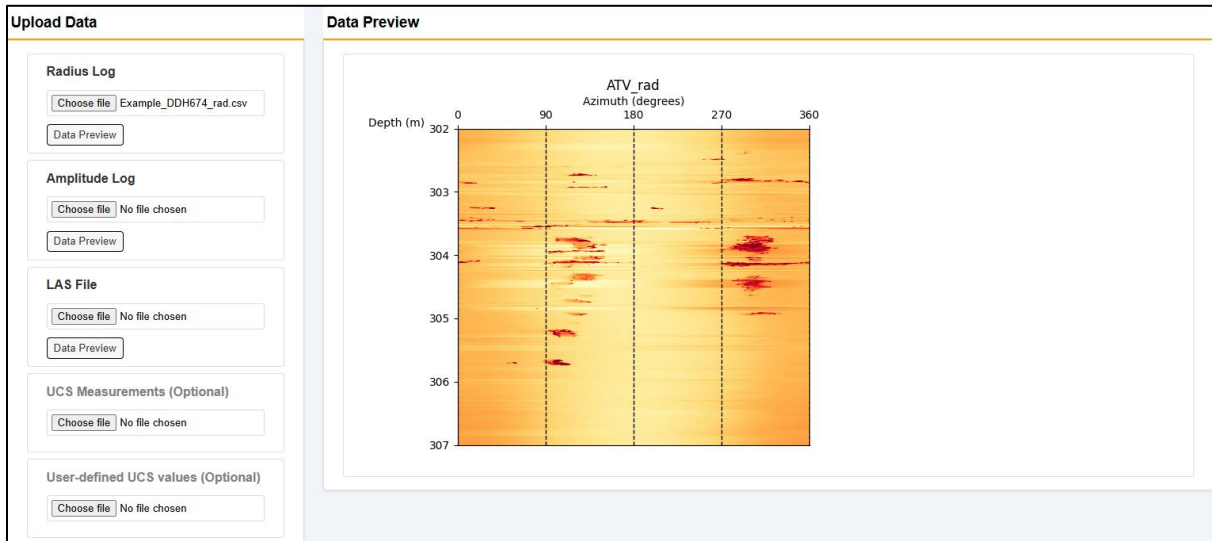 Upload Data
Radius Log
Choose file Example_DDH674_rad.csv
Data Preview
Amplitude Log
Choose file No file chosen
Data Preview
LAS File
Choose file No file chosen
Data Preview
UCS Measurements (Optional)
Choose file No file chosen
User-defined UCS values (Optional)
Choose file No file chosen
Data Preview
ATV_rad
Azimuth (degrees)
0 90 180 270 360
Depth (m)
302
303
304
305
306
307